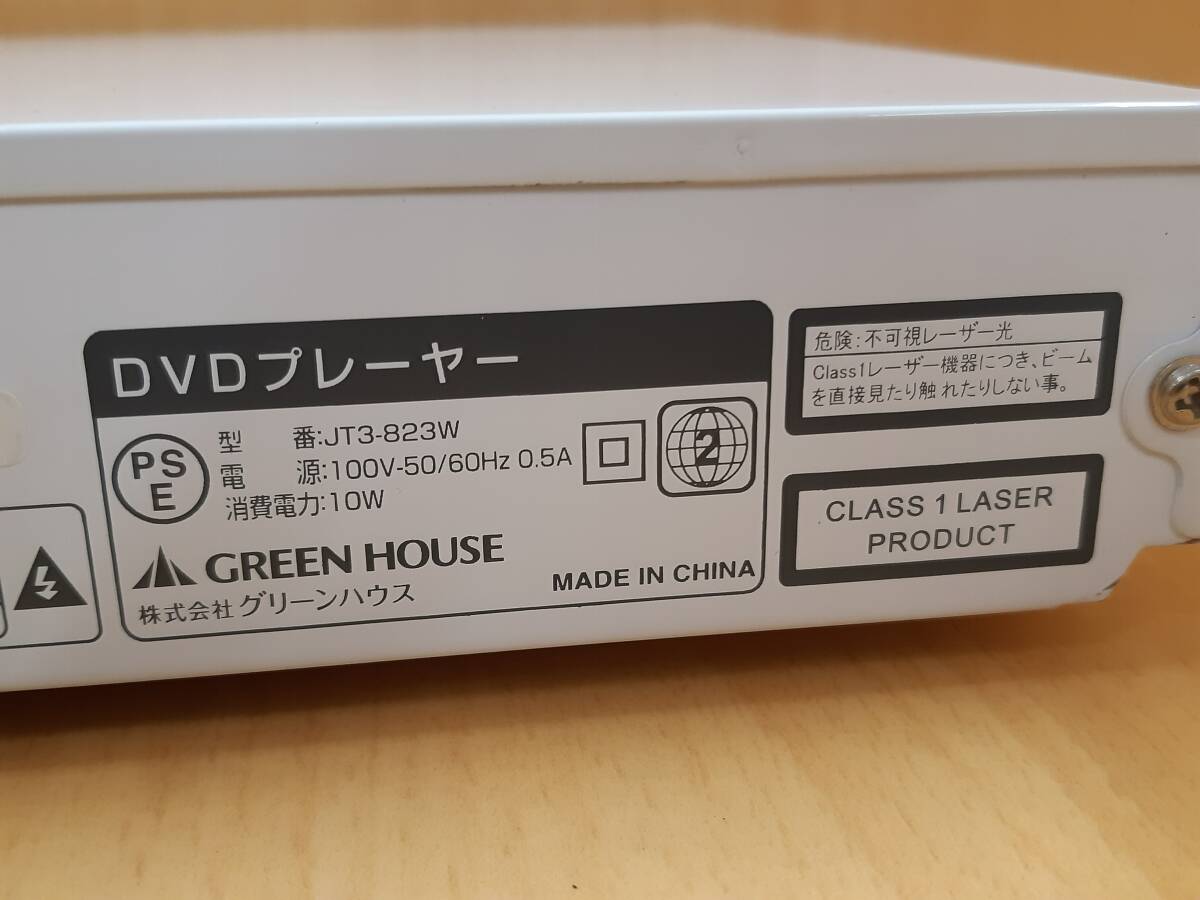 DVDプレーヤー
PS
E
型 番:JT3-823W
電 源:100V-50/60Hz 0.5A
消費電力:10W
2
GREEN HOUSE
株式会社 グリーンハウス
MADE IN CHINA
危険:不可視レーザー光
Class1レーザー機器につき、ビーム
を直接見たり触れたりしない事。
CLASS 1 LASER
PRODUCT